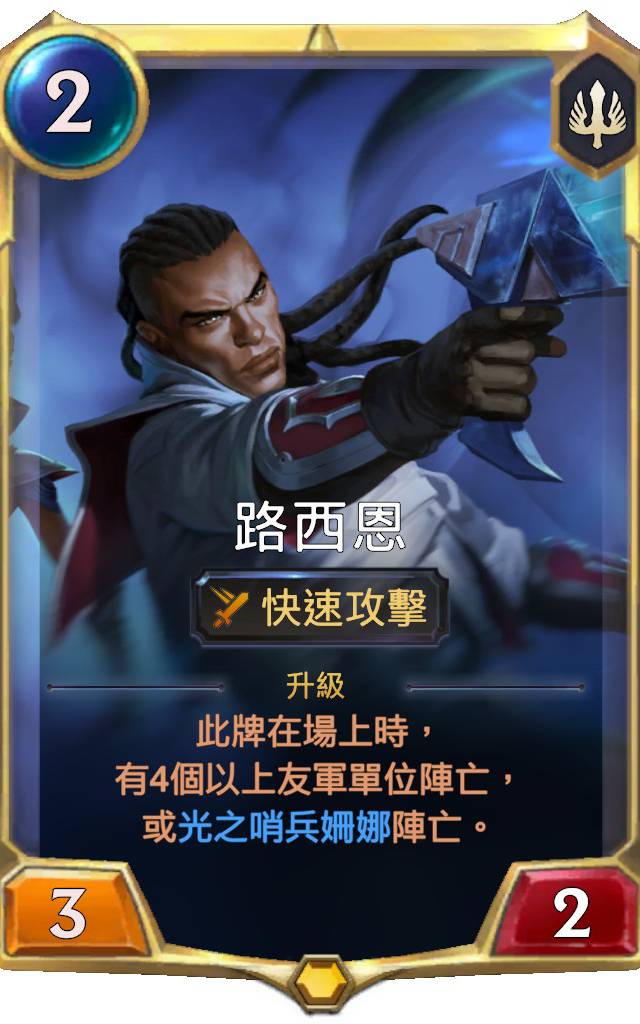 2
路西恩
快速攻擊
升級
此牌在場上時，
有4個以上友軍單位陣亡，
或光之哨兵姍娜陣亡。
3
2